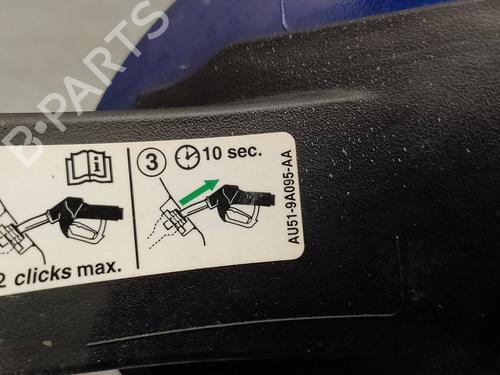 B-PARTS
3
10 sec.
2 clicks max.
AU51-9A095-AA